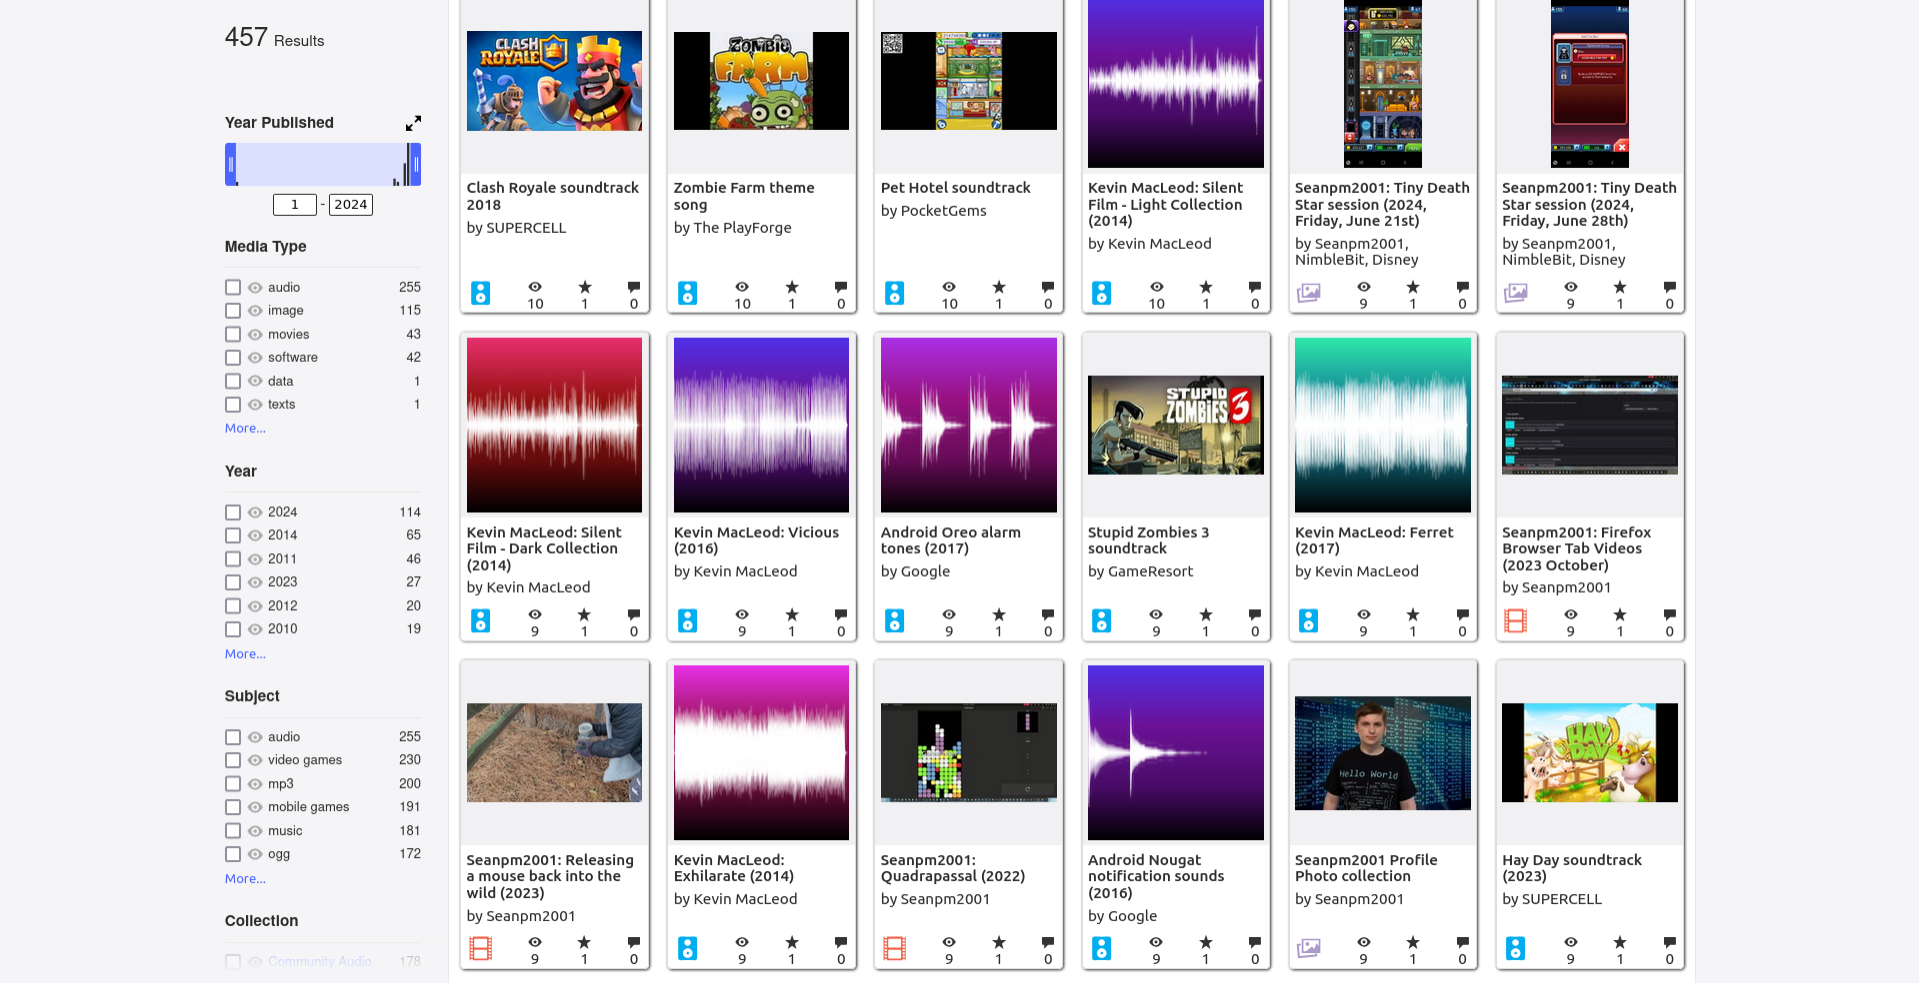 457 Results
Year Published
1 - 2024
Media Type
audio 255
image 115
movies 43
software 42
data 1
texts 1
More...
Year
2024 114
2014 65
2011 46
2023 27
2012 20
2010 19
More...
Subject
audio 255
video games 230
mp3 200
mobile games 191
music 181
ogg 172
More...
Collection
Community Audio 178
CLASH
ROYALE
Clash Royale soundtrack
2018
by SUPERCELL
10 1 0
ZOMBIE
FARM
Zombie Farm theme
song
by The PlayForge
10 1 0
Pet Hotel soundtrack
by PocketGems
10 1 0
Kevin MacLeod: Silent
Film - Light Collection
(2014)
by Kevin MacLeod
10 1 0
Seanpm2001: Tiny Death
Star session (2024,
Friday, June 21st)
by Seanpm2001,
NimbleBit, Disney
9 1 0
Seanpm2001: Tiny Death
Star session (2024,
Friday, June 28th)
by Seanpm2001,
NimbleBit, Disney
9 1 0
Kevin MacLeod: Silent
Film - Dark Collection
(2014)
by Kevin MacLeod
9 1 0
Kevin MacLeod: Vicious
(2016)
by Kevin MacLeod
9 1 0
Android Oreo alarm
tones (2017)
by Google
9 1 0
STUPID
ZOMBIES 3
Stupid Zombies 3
soundtrack
by GameResort
9 1 0
Kevin MacLeod: Ferret
(2017)
by Kevin MacLeod
9 1 0
Seanpm2001: Firefox
Browser Tab Videos
(2023 October)
by Seanpm2001
9 1 0
Seanpm2001: Releasing
a mouse back into the
wild (2023)
by Seanpm2001
9 1 0
Kevin MacLeod:
Exhilarate (2014)
by Kevin MacLeod
9 1 0
Seanpm2001:
Quadrapassal (2022)
by Seanpm2001
9 1 0
Android Nougat
notification sounds
(2016)
by Google
9 1 0
Hello World
Seanpm2001 Profile
Photo collection
by Seanpm2001
9 1 0
HAY
DAY
Hay Day soundtrack
(2023)
by SUPERCELL
9 1 0